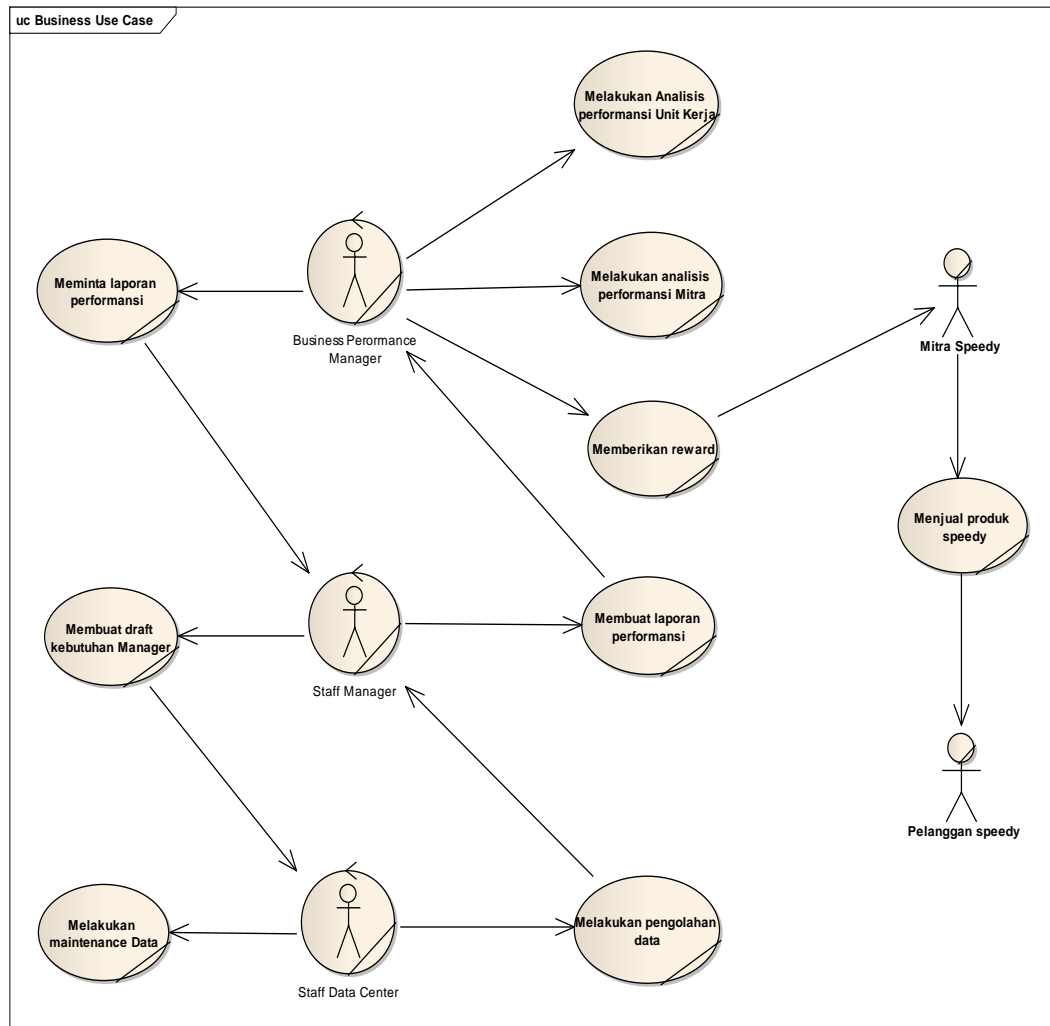 uc Business Use Case
Melakukan Analisis
performansi Unit Kerja
Meminta laporan
performansi
Business Perormance
Manager
Melakukan analisis
performansi Mitra
Mitra Speedy
Memberikan reward
Menjual produk
speedy
Membuat draft
kebutuhan Manager
Staff Manager
Membuat laporan
performansi
Pelanggan speedy
Melakukan
maintenance Data
Staff Data Center
Melakukan pengolahan
data